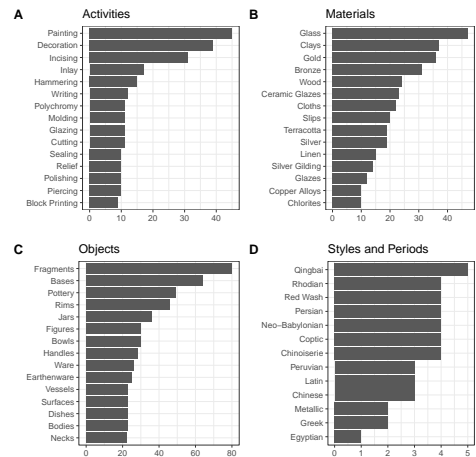 A Activities
Painting
Decoration
Incising
Inlay
Hammering
Writing
Polychromy
Molding
Glazing
Cutting
Sealing
Relief
Polishing
Piercing
Block Printing
0 10 20 30 40
B Materials
Glass
Clays
Gold
Bronze
Wood
Ceramic Glazes
Cloths
Slips
Terracotta
Silver
Linen
Silver Gilding
Glazes
Copper Alloys
Chlorites
0 10 20 30 40
C Objects
Fragments
Bases
Pottery
Rims
Jars
Figures
Bowls
Handles
Ware
Earthenware
Vessels
Surfaces
Dishes
Bodies
Necks
0 20 40 60 80
D Styles and Periods
Qingbai
Rhodian
Red Wash
Persian
Neo−Babylonian
Coptic
Chinoiserie
Peruvian
Latin
Chinese
Metallic
Greek
Egyptian
0 1 2 3 4 5